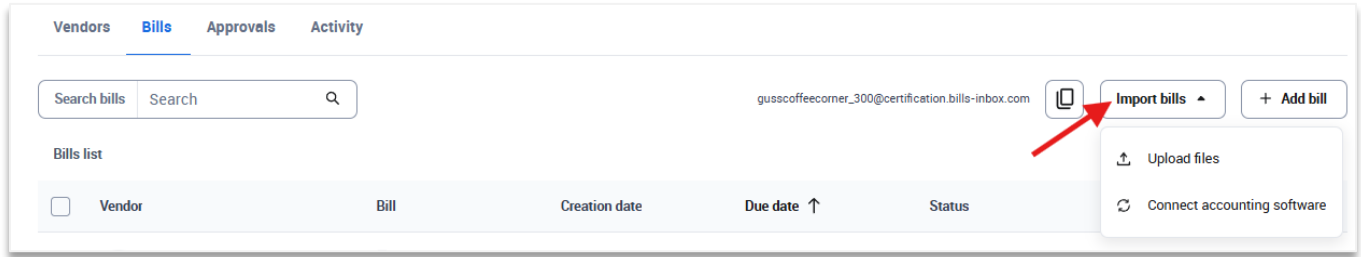 Vendors Bills Approvals Activity
Search bills Search gusscoffeecorner_300@certification.bills-inbox.com Import bills + Add bill
Bills list
Upload files
Vendor Bill Creation date Due date ↑ Status
Connect accounting software